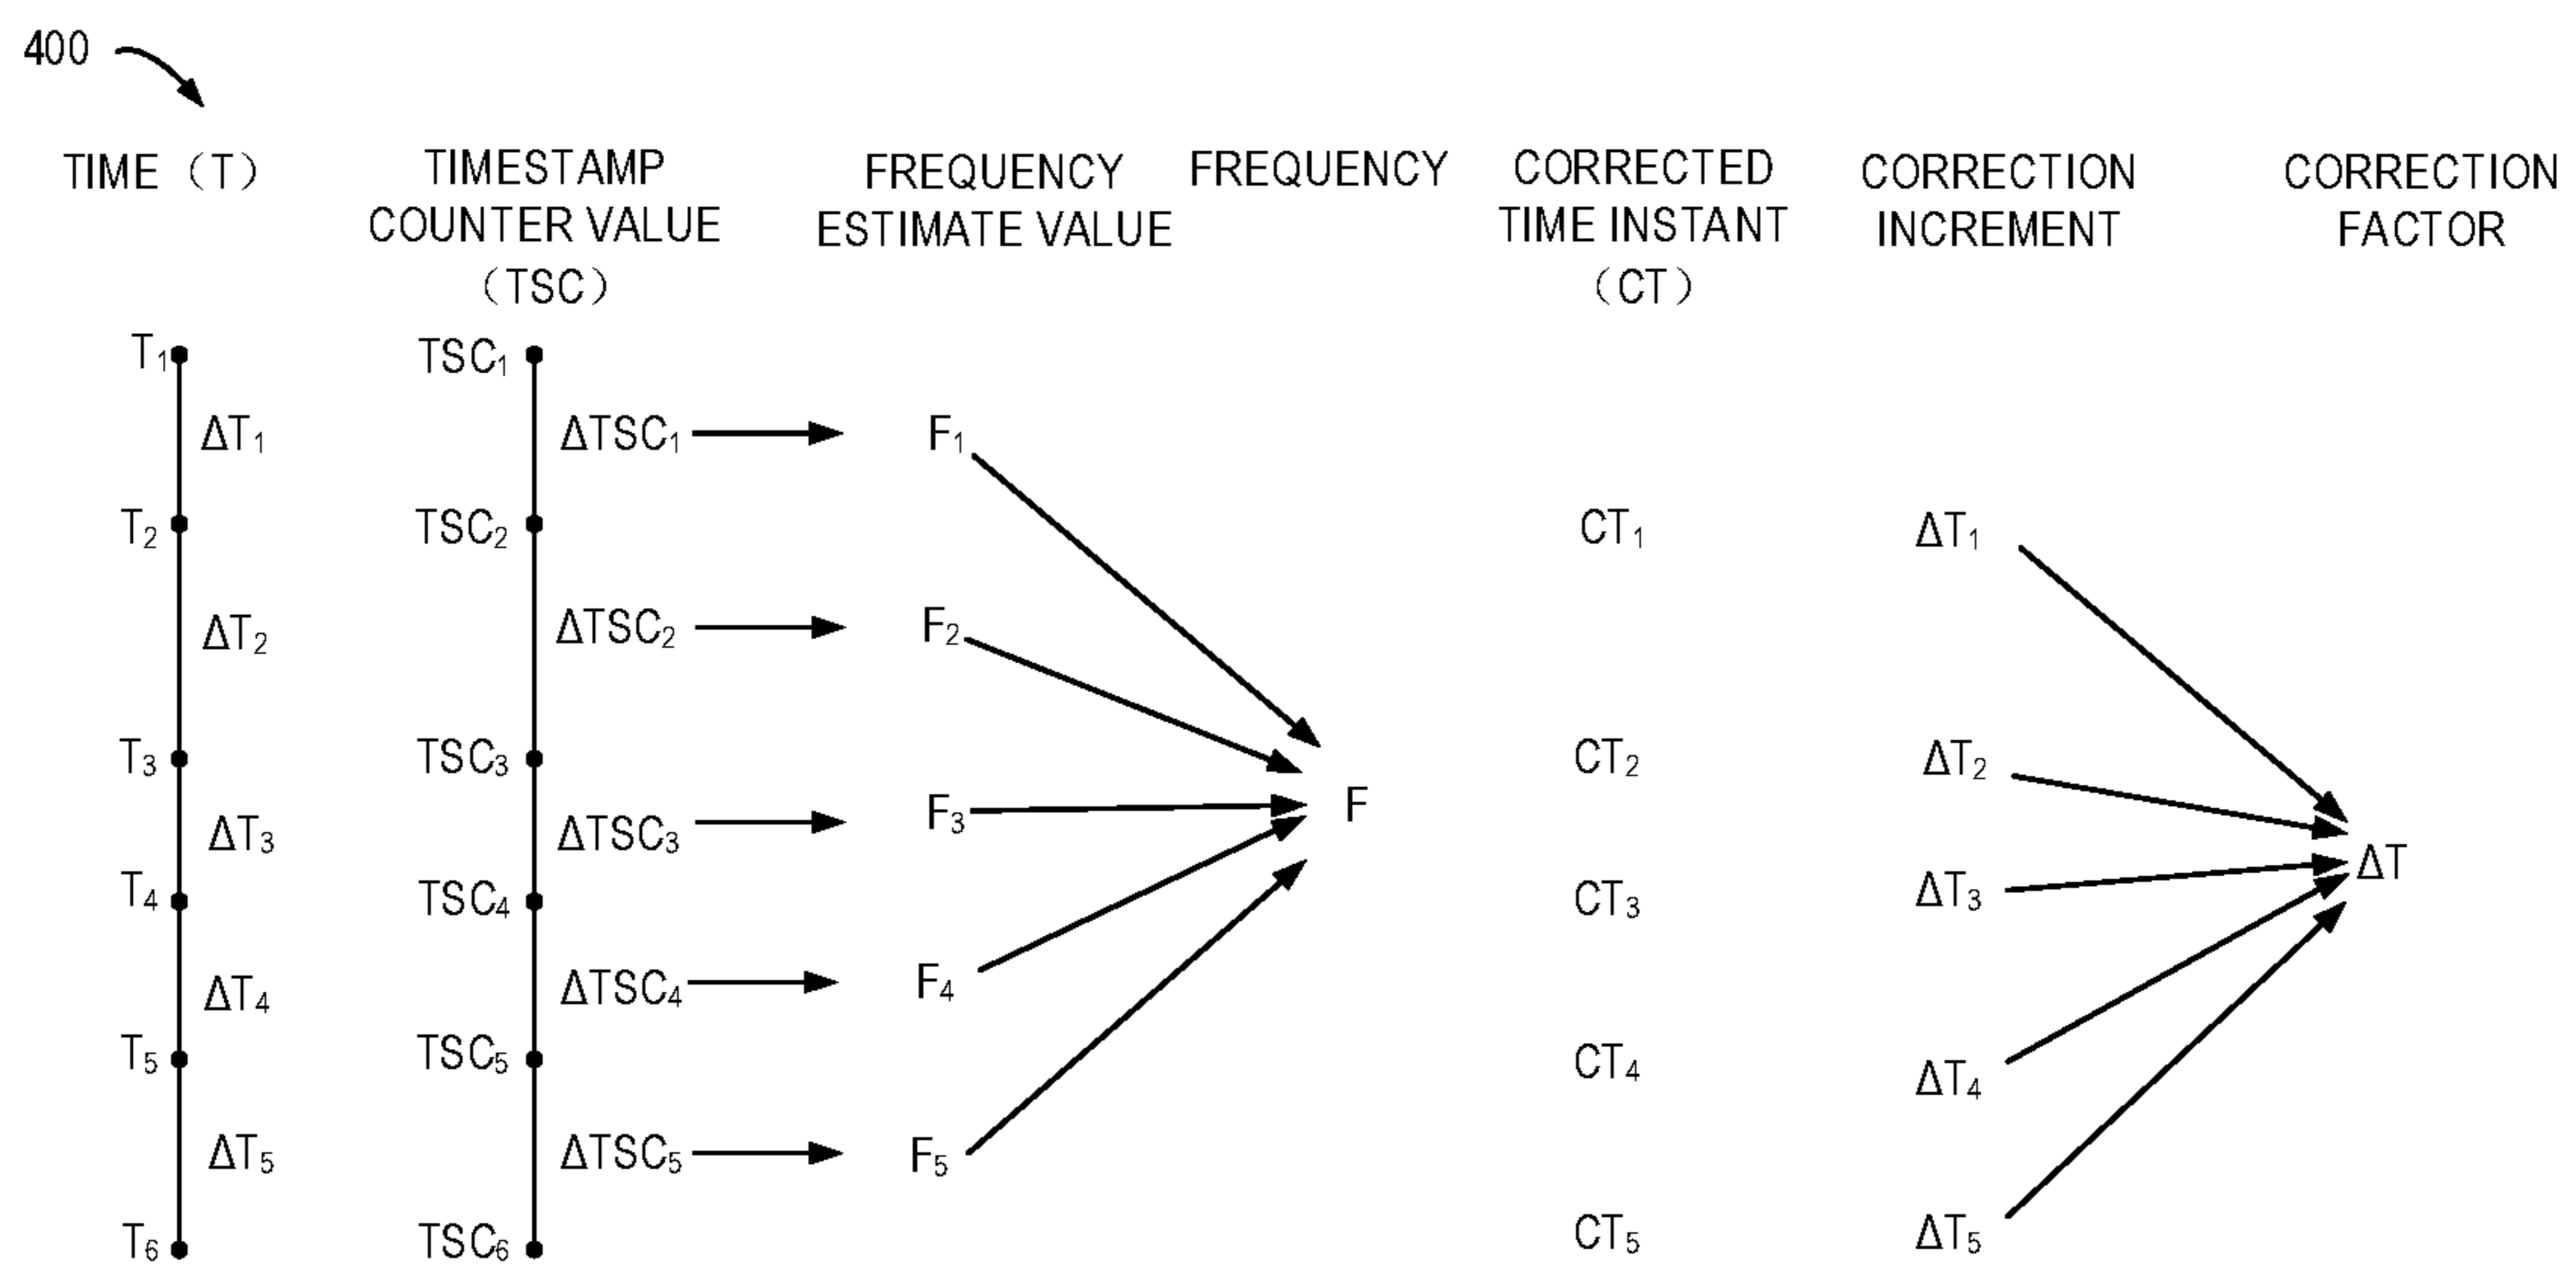 400
TIME （T）
TIMESTAMP
COUNTER VALUE
（TSC）
FREQUENCY
ESTIMATE VALUE
FREQUENCY
CORRECTED
TIME INSTANT
（CT）
CORRECTION
INCREMENT
CORRECTION
FACTOR
T₁
T₂
T₃
T₄
T₅
T₆
ΔT₁
ΔT₂
ΔT₃
ΔT₄
ΔT₅
TSC₁
TSC₂
TSC₃
TSC₄
TSC₅
TSC₆
ΔTSC₁
ΔTSC₂
ΔTSC₃
ΔTSC₄
ΔTSC₅
F₁
F₂
F₃
F₄
F₅
F
CT₁
CT₂
CT₃
CT₄
CT₅
ΔT₁
ΔT₂
ΔT₃
ΔT₄
ΔT₅
ΔT